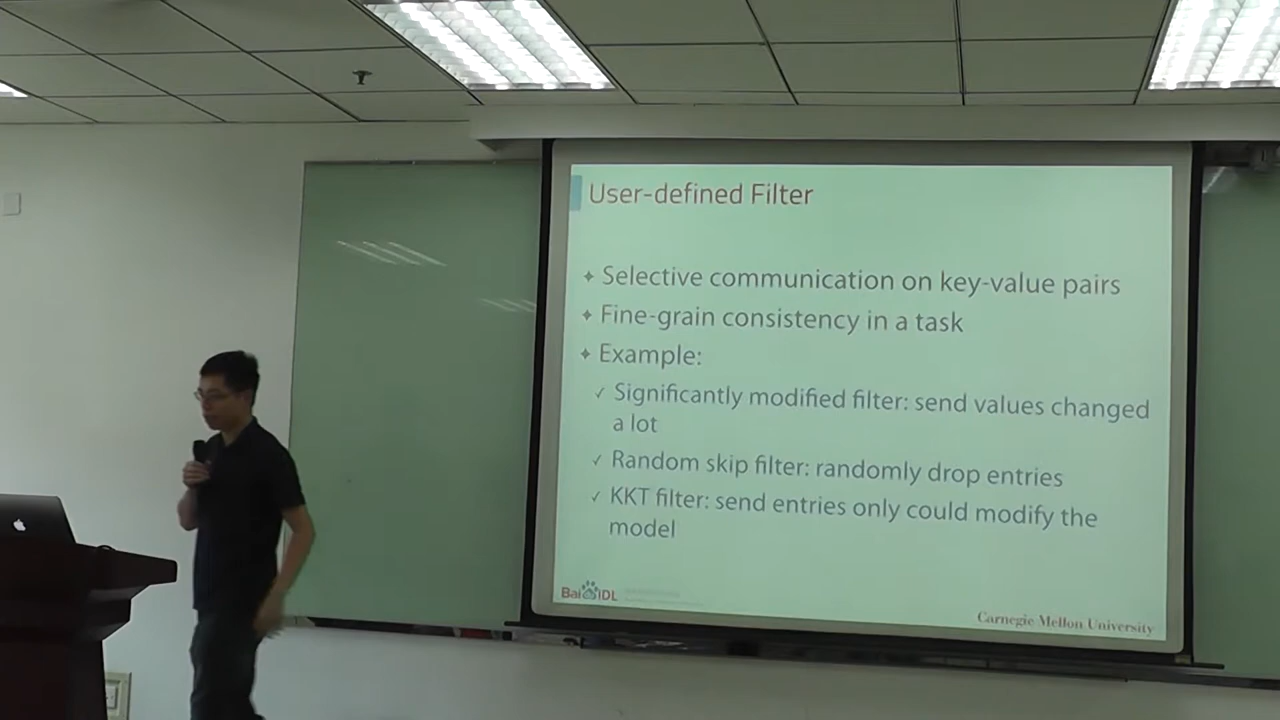 User-defined Filter
Selective communication on key-value pairs
Fine-grain consistency in a task
Example:
Significantly modified filter: send values changed
a lot
Random skip filter: randomly drop entries
KKT filter: send entries only could modify the
model
Bai IDL
Carnegie Mellon University